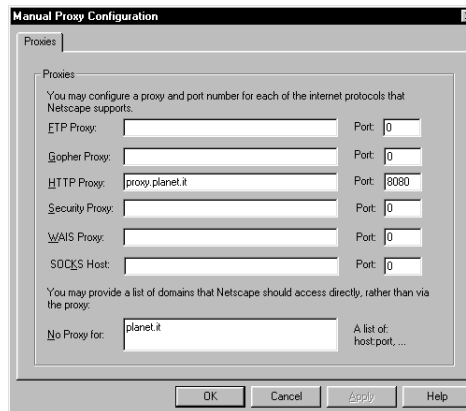 Manual Proxy Configuration
Proxies
Proxies
You may configure a proxy and port number for each of the internet protocols that
Netscape supports.
FTP Proxy: Port: 0
Gopher Proxy: Port: 0
HTTP Proxy: proxy.planet.it Port: 8080
Security Proxy: Port: 0
WAIS Proxy: Port: 0
SOCKS Host: Port: 0
You may provide a list of domains that Netscape should access directly, rather than via
the proxy:
No Proxy for: planet.it A list of:
host:port, ...
OK Cancel Apply Help